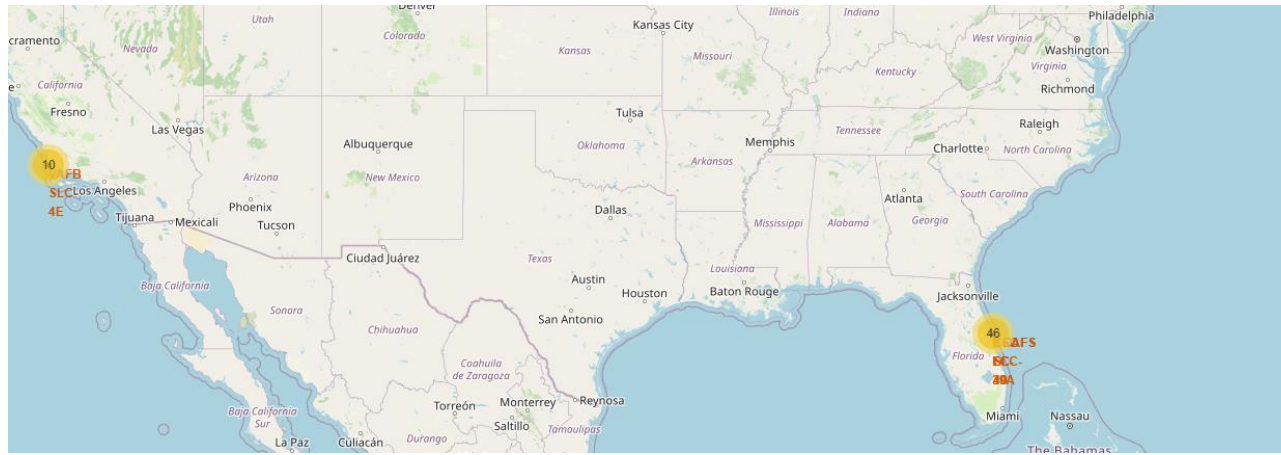 Denver
Philadelphia
Utah
Kansas City
Illinois
Indiana
cramento
Nevada
Colorado
West Virginia
Washington
Kansas
Missouri
California
Kentucky
Virginia
Richmond
Fresno
Las Vegas
Tulsa
Raleigh
Albuquerque
Oklahoma
Memphis
Tennessee
Charlotte
North Carolina
10
AFB
SLC-
4E
Los Angeles
Arizona
New Mexico
Arkansas
South Carolina
Phoenix
Atlanta
Tijuana
Mexicali
Tucson
Dallas
Mississippi
Alabama
Georgia
Ciudad Juárez
Texas
Louisiana
Baja California
Austin
Houston
Baton Rouge
Jacksonville
Sonora
San Antonio
Chihuahua
46
AFS
Florida
Coahuila
de Zaragoza
Monterrey
Reynosa
Torreón
Miami
Nassau
Baja California
Sur
Saltillo
La Paz
Culiacán
Durango
Tamaulipas
The Bahamas